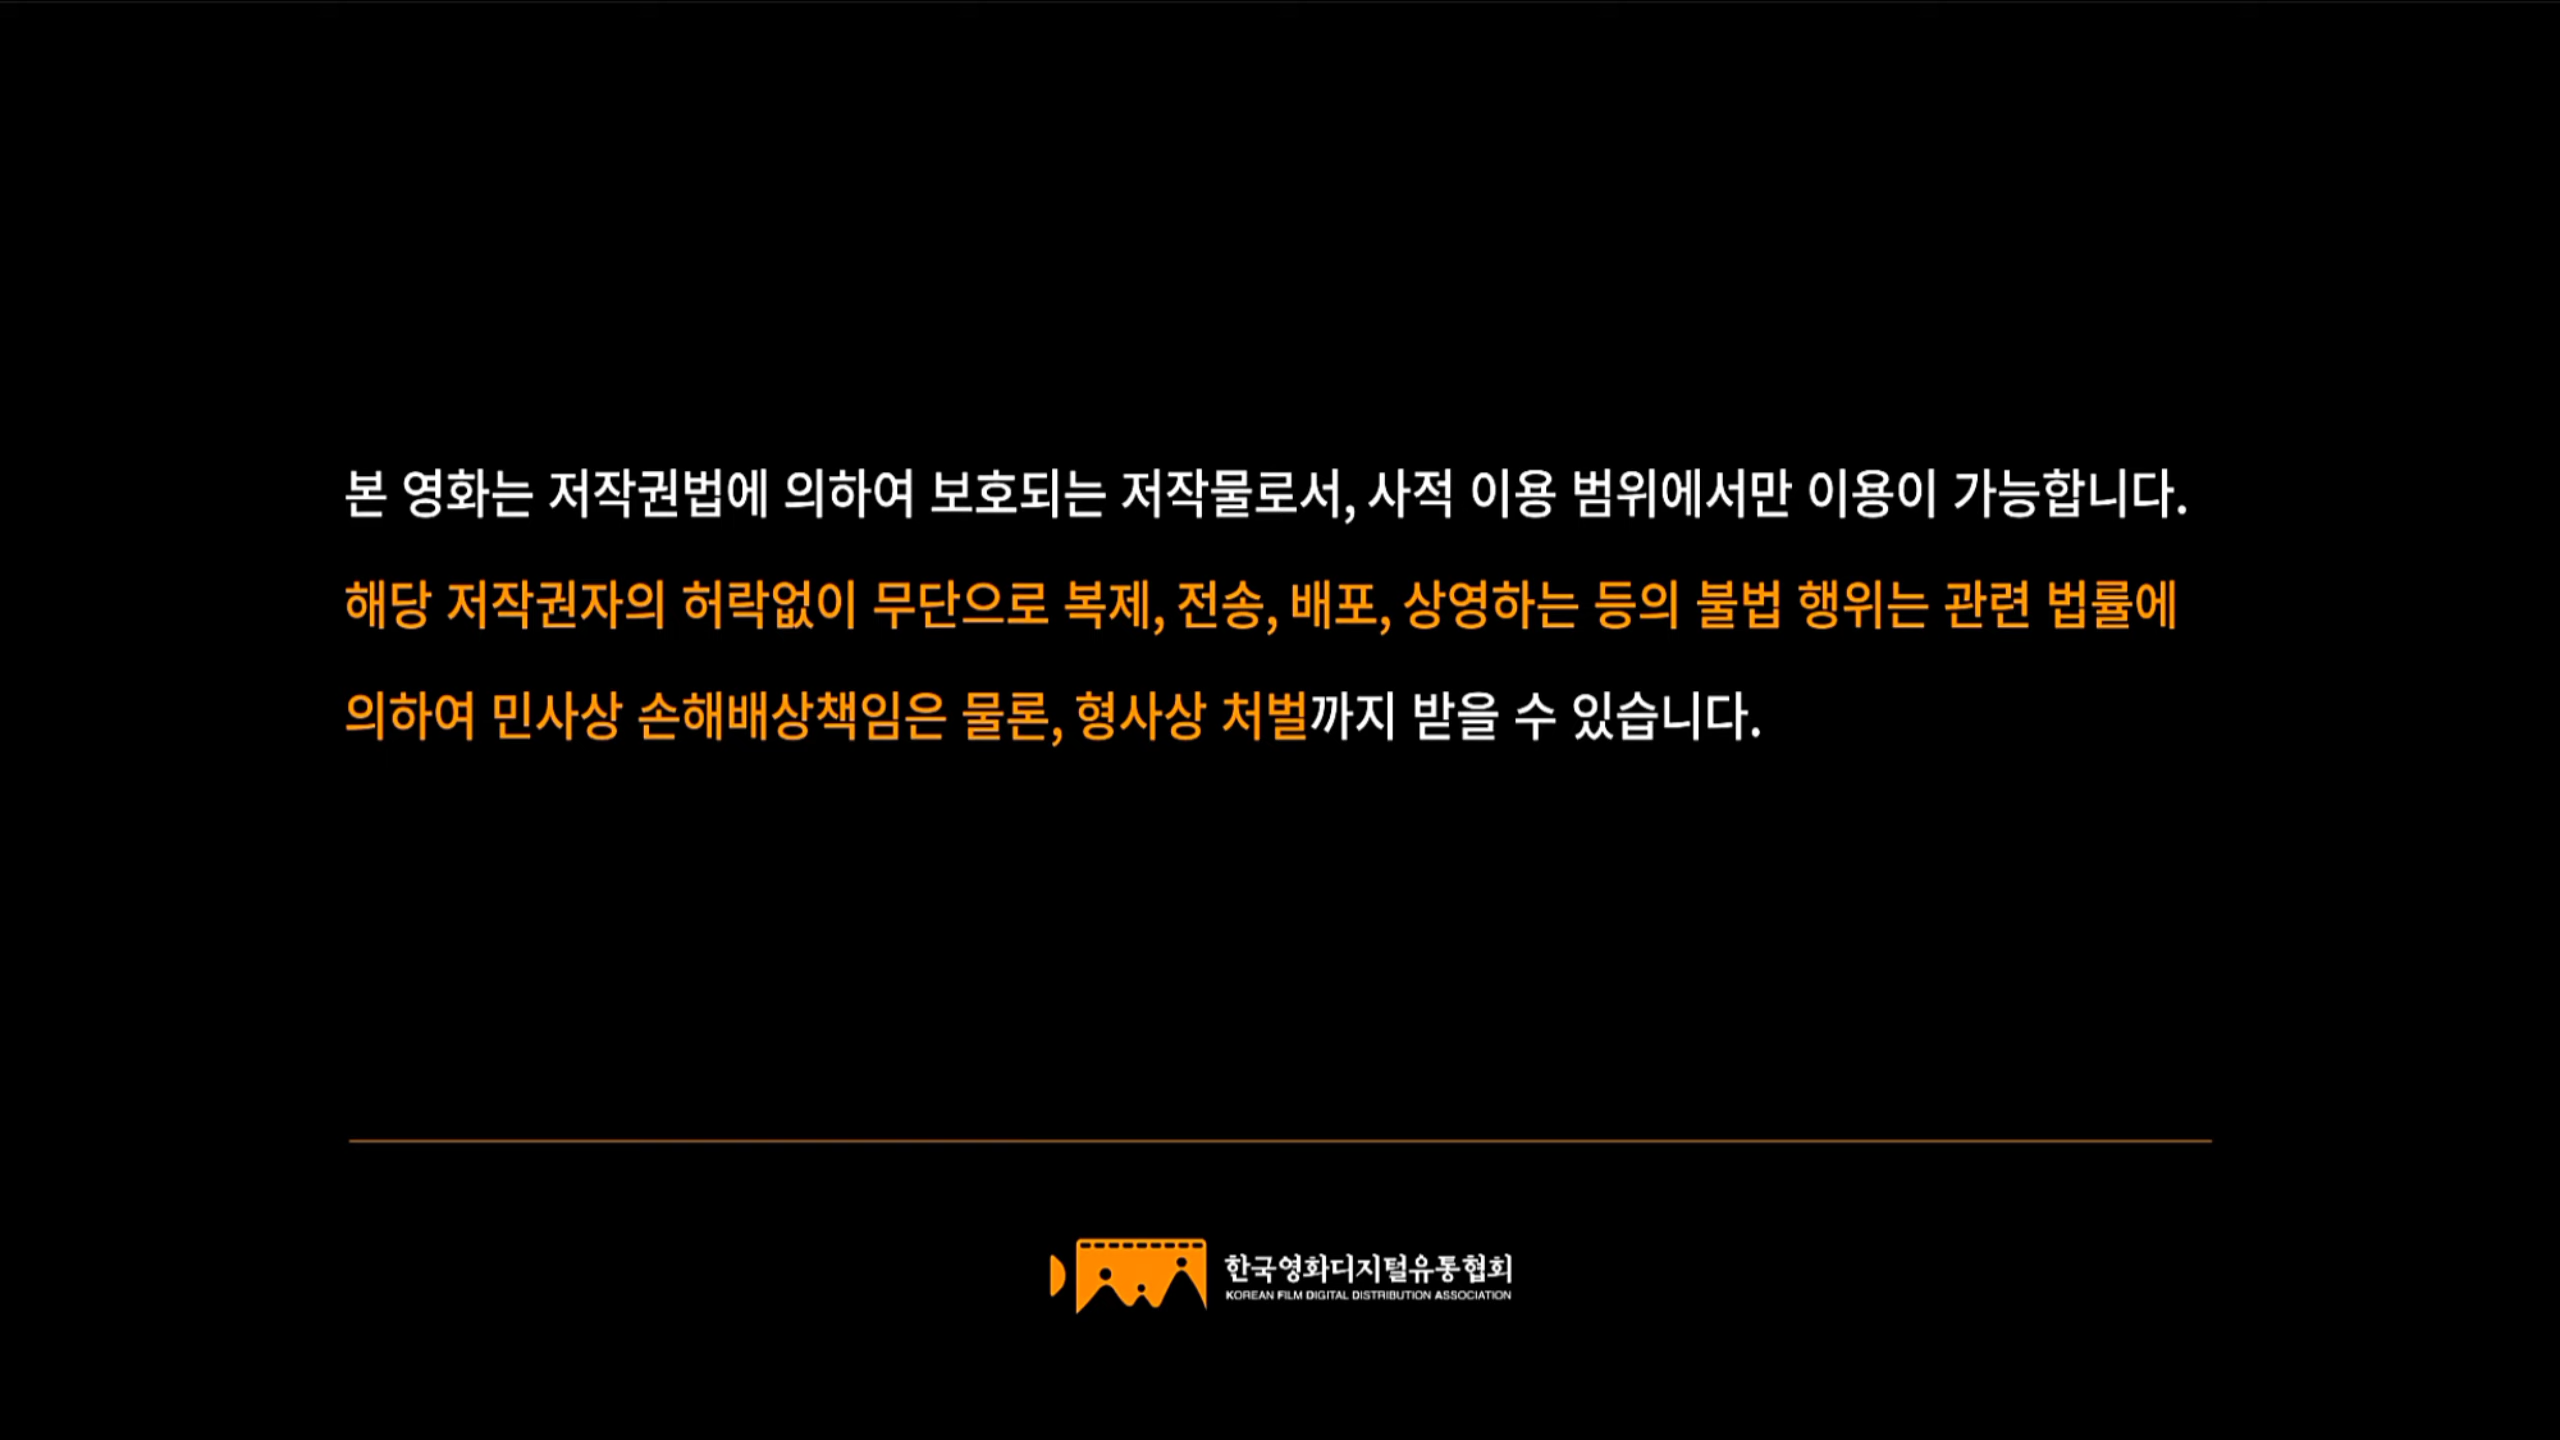 본 영화는 저작권법에 의하여 보호되는 저작물로서, 사적 이용 범위에서만 이용이 가능합니다.
해당 저작권자의 허락없이 무단으로 복제, 전송, 배포, 상영하는 등의 불법 행위는 관련 법률에
의하여 민사상 손해배상책임은 물론, 형사상 처벌까지 받을 수 있습니다.
한국영화디지털유통협회
KOREAN FILM DIGITAL DISTRIBUTION ASSOCIATION